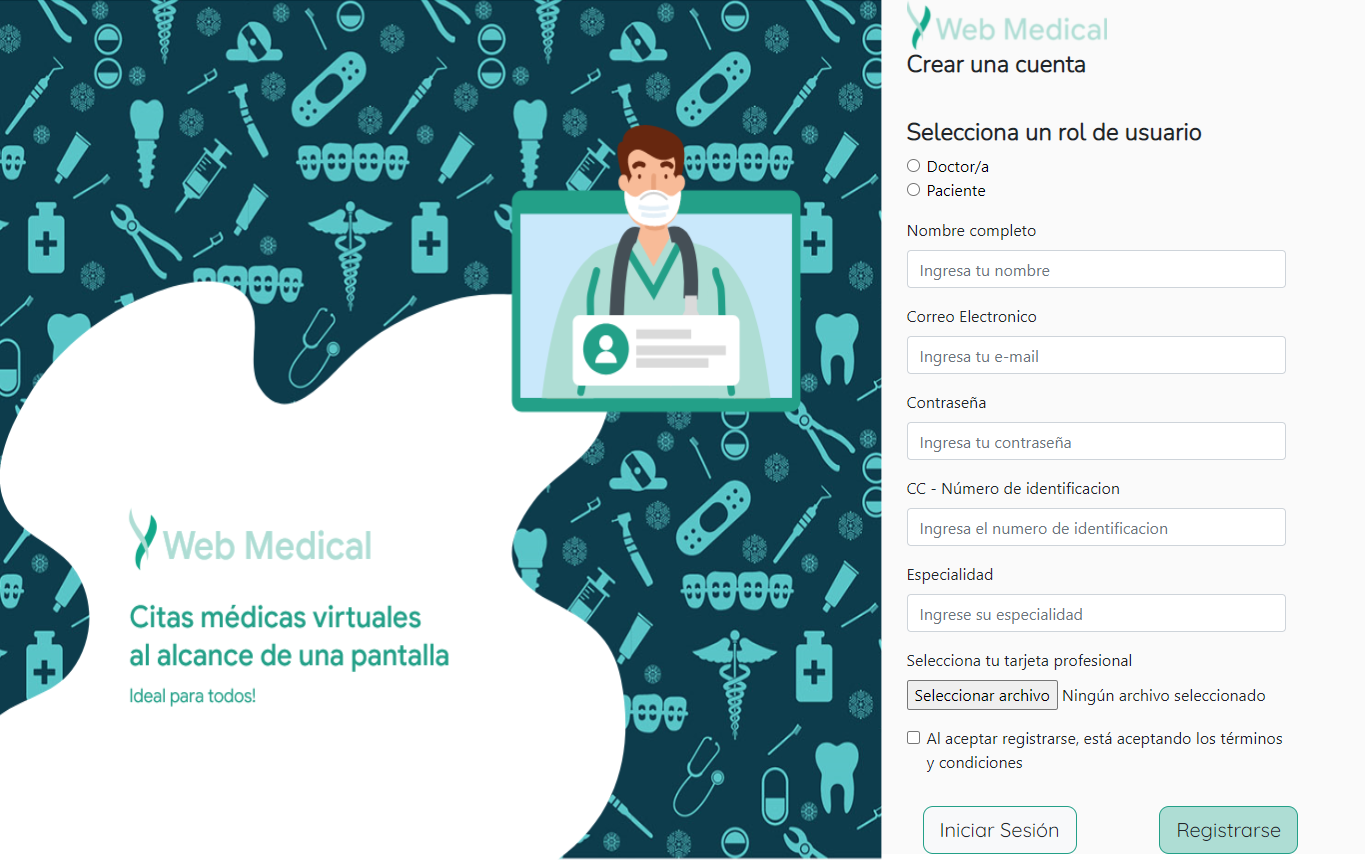 Web Medical
Citas médicas virtuales
al alcance de una pantalla
Ideal para todos!
Web Medical
Crear una cuenta
Selecciona un rol de usuario
Doctor/a
Paciente
Nombre completo
Ingresa tu nombre
Correo Electronico
Ingresa tu e-mail
Contraseña
Ingresa tu contraseña
CC - Número de identificacion
Ingresa el numero de identificacion
Especialidad
Ingrese su especialidad
Selecciona tu tarjeta profesional
Seleccionar archivo Ningún archivo seleccionado
Al aceptar registrarse, está aceptando los términos
y condiciones
Iniciar Sesión Registrarse